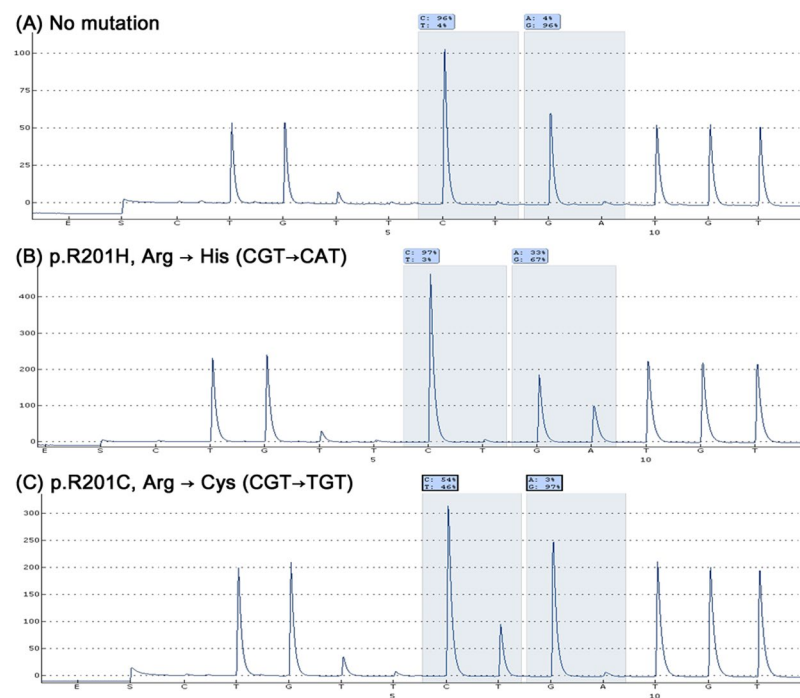 (A) No mutation
C: 96% A: 4%
T: 4% G: 96%
100
75
50
25
0
E S C T G T T C T G A T G T
5 10
(B) p.R201H, Arg → His (CGT→CAT)
C: 97% A: 33%
T: 3% G: 67%
400
300
200
100
0
E S C T G T T C T G A T G T
5 10
(C) p.R201C, Arg → Cys (CGT→TGT)
C: 54% A: 3%
T: 46% G: 97%
300
250
200
150
100
50
0
E S C T G T T C T G A T G T
5 10